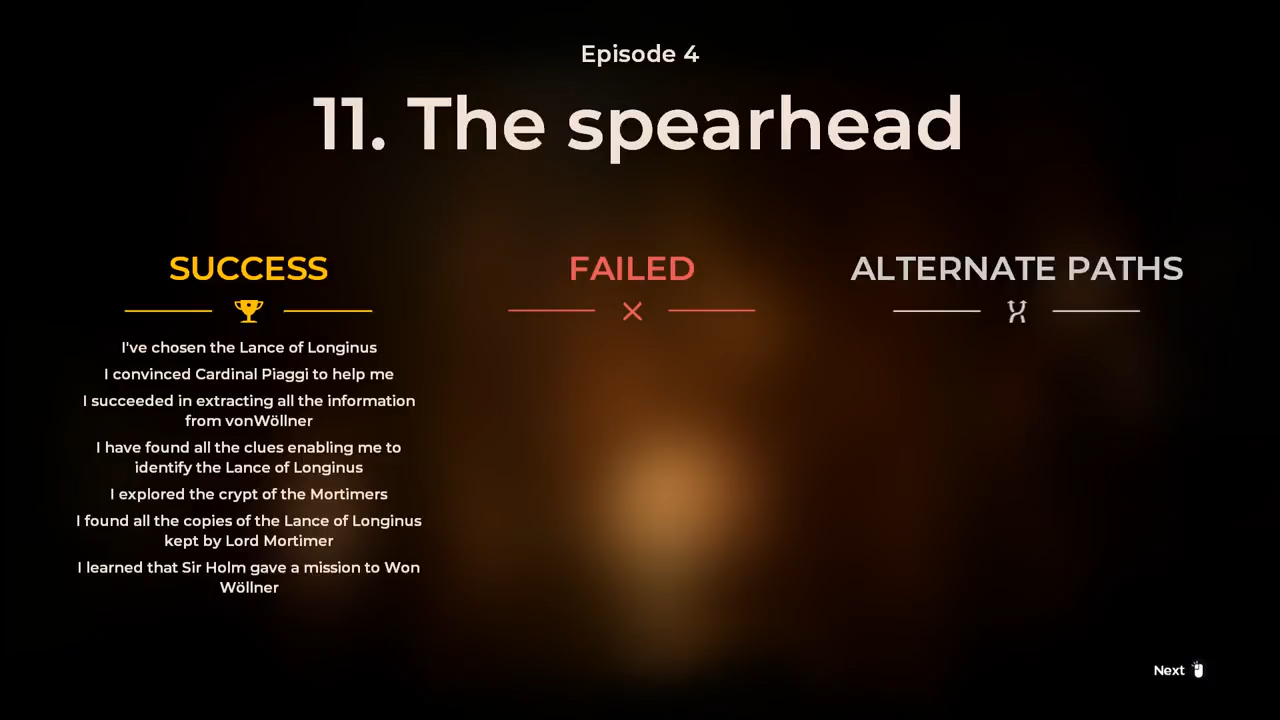 Episode 4
11. The spearhead
SUCCESS
I've chosen the Lance of Longinus
I convinced Cardinal Piaggi to help me
I succeeded in extracting all the information
from vonWöllner
I have found all the clues enabling me to
identify the Lance of Longinus
I explored the crypt of the Mortimers
I found all the copies of the Lance of Longinus
kept by Lord Mortimer
I learned that Sir Holm gave a mission to Won
Wöllner
FAILED
ALTERNATE PATHS
Next